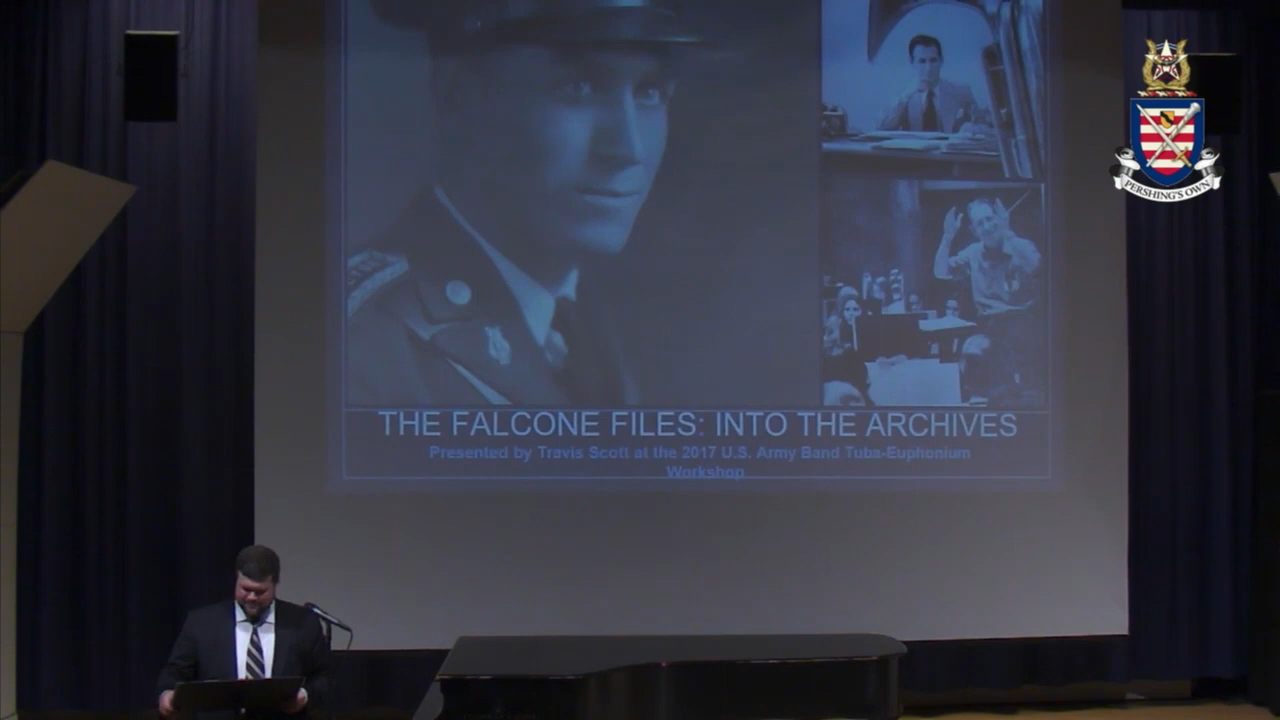 PERSHING'S OWN
THE FALCONE FILES: INTO THE ARCHIVES
Presented by Travis Scott at the 2017 U.S. Army Band Tuba-Euphonium
Workshop